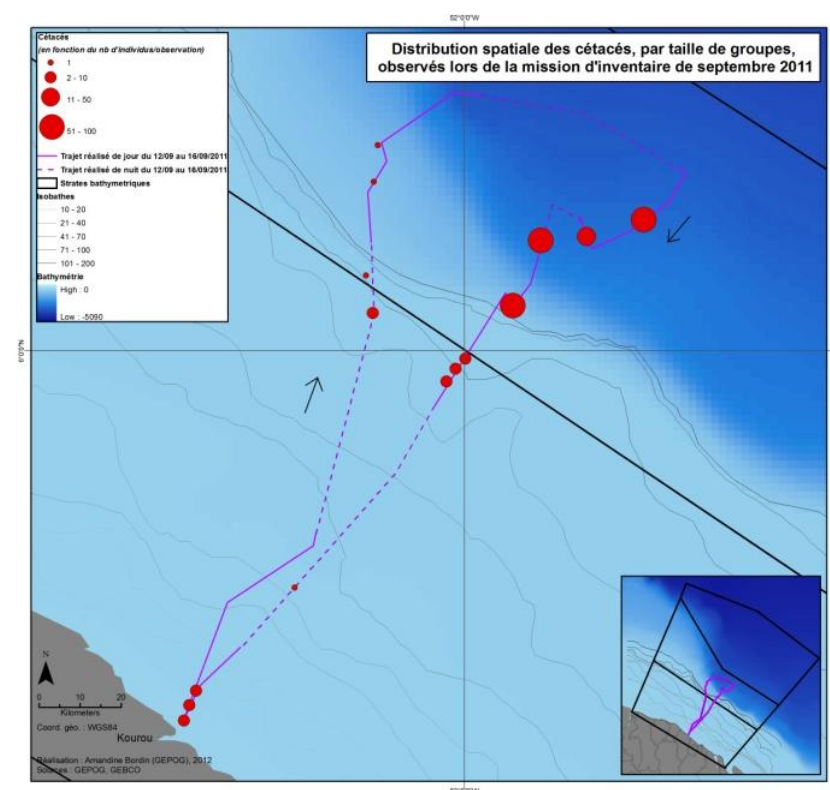 52°0'0"W
Distribution spatiale des cétacés, par taille de groupes,
observés lors de la mission d'inventaire de septembre 2011
Cétacés
(en fonction du nb d'individus/observation)
1
2 - 10
11 - 50
51 - 100
Trajet réalisé de jour du 12/09 au 16/09/2011
Trajet réalisé de nuit du 12/09 au 16/09/2011
Strates bathymetriques
Isobathes
10 - 20
21 - 40
41 - 70
71 - 100
101 - 200
Bathymétrie
High : 0
Low : -5090
6°0'0"N
N
0 10 20
Kilometers
Coord. géo. : WGS84
Kourou
Réalisation : Amandine Bordin (GEPOG), 2012
Sources : GEPOG, GEBCO